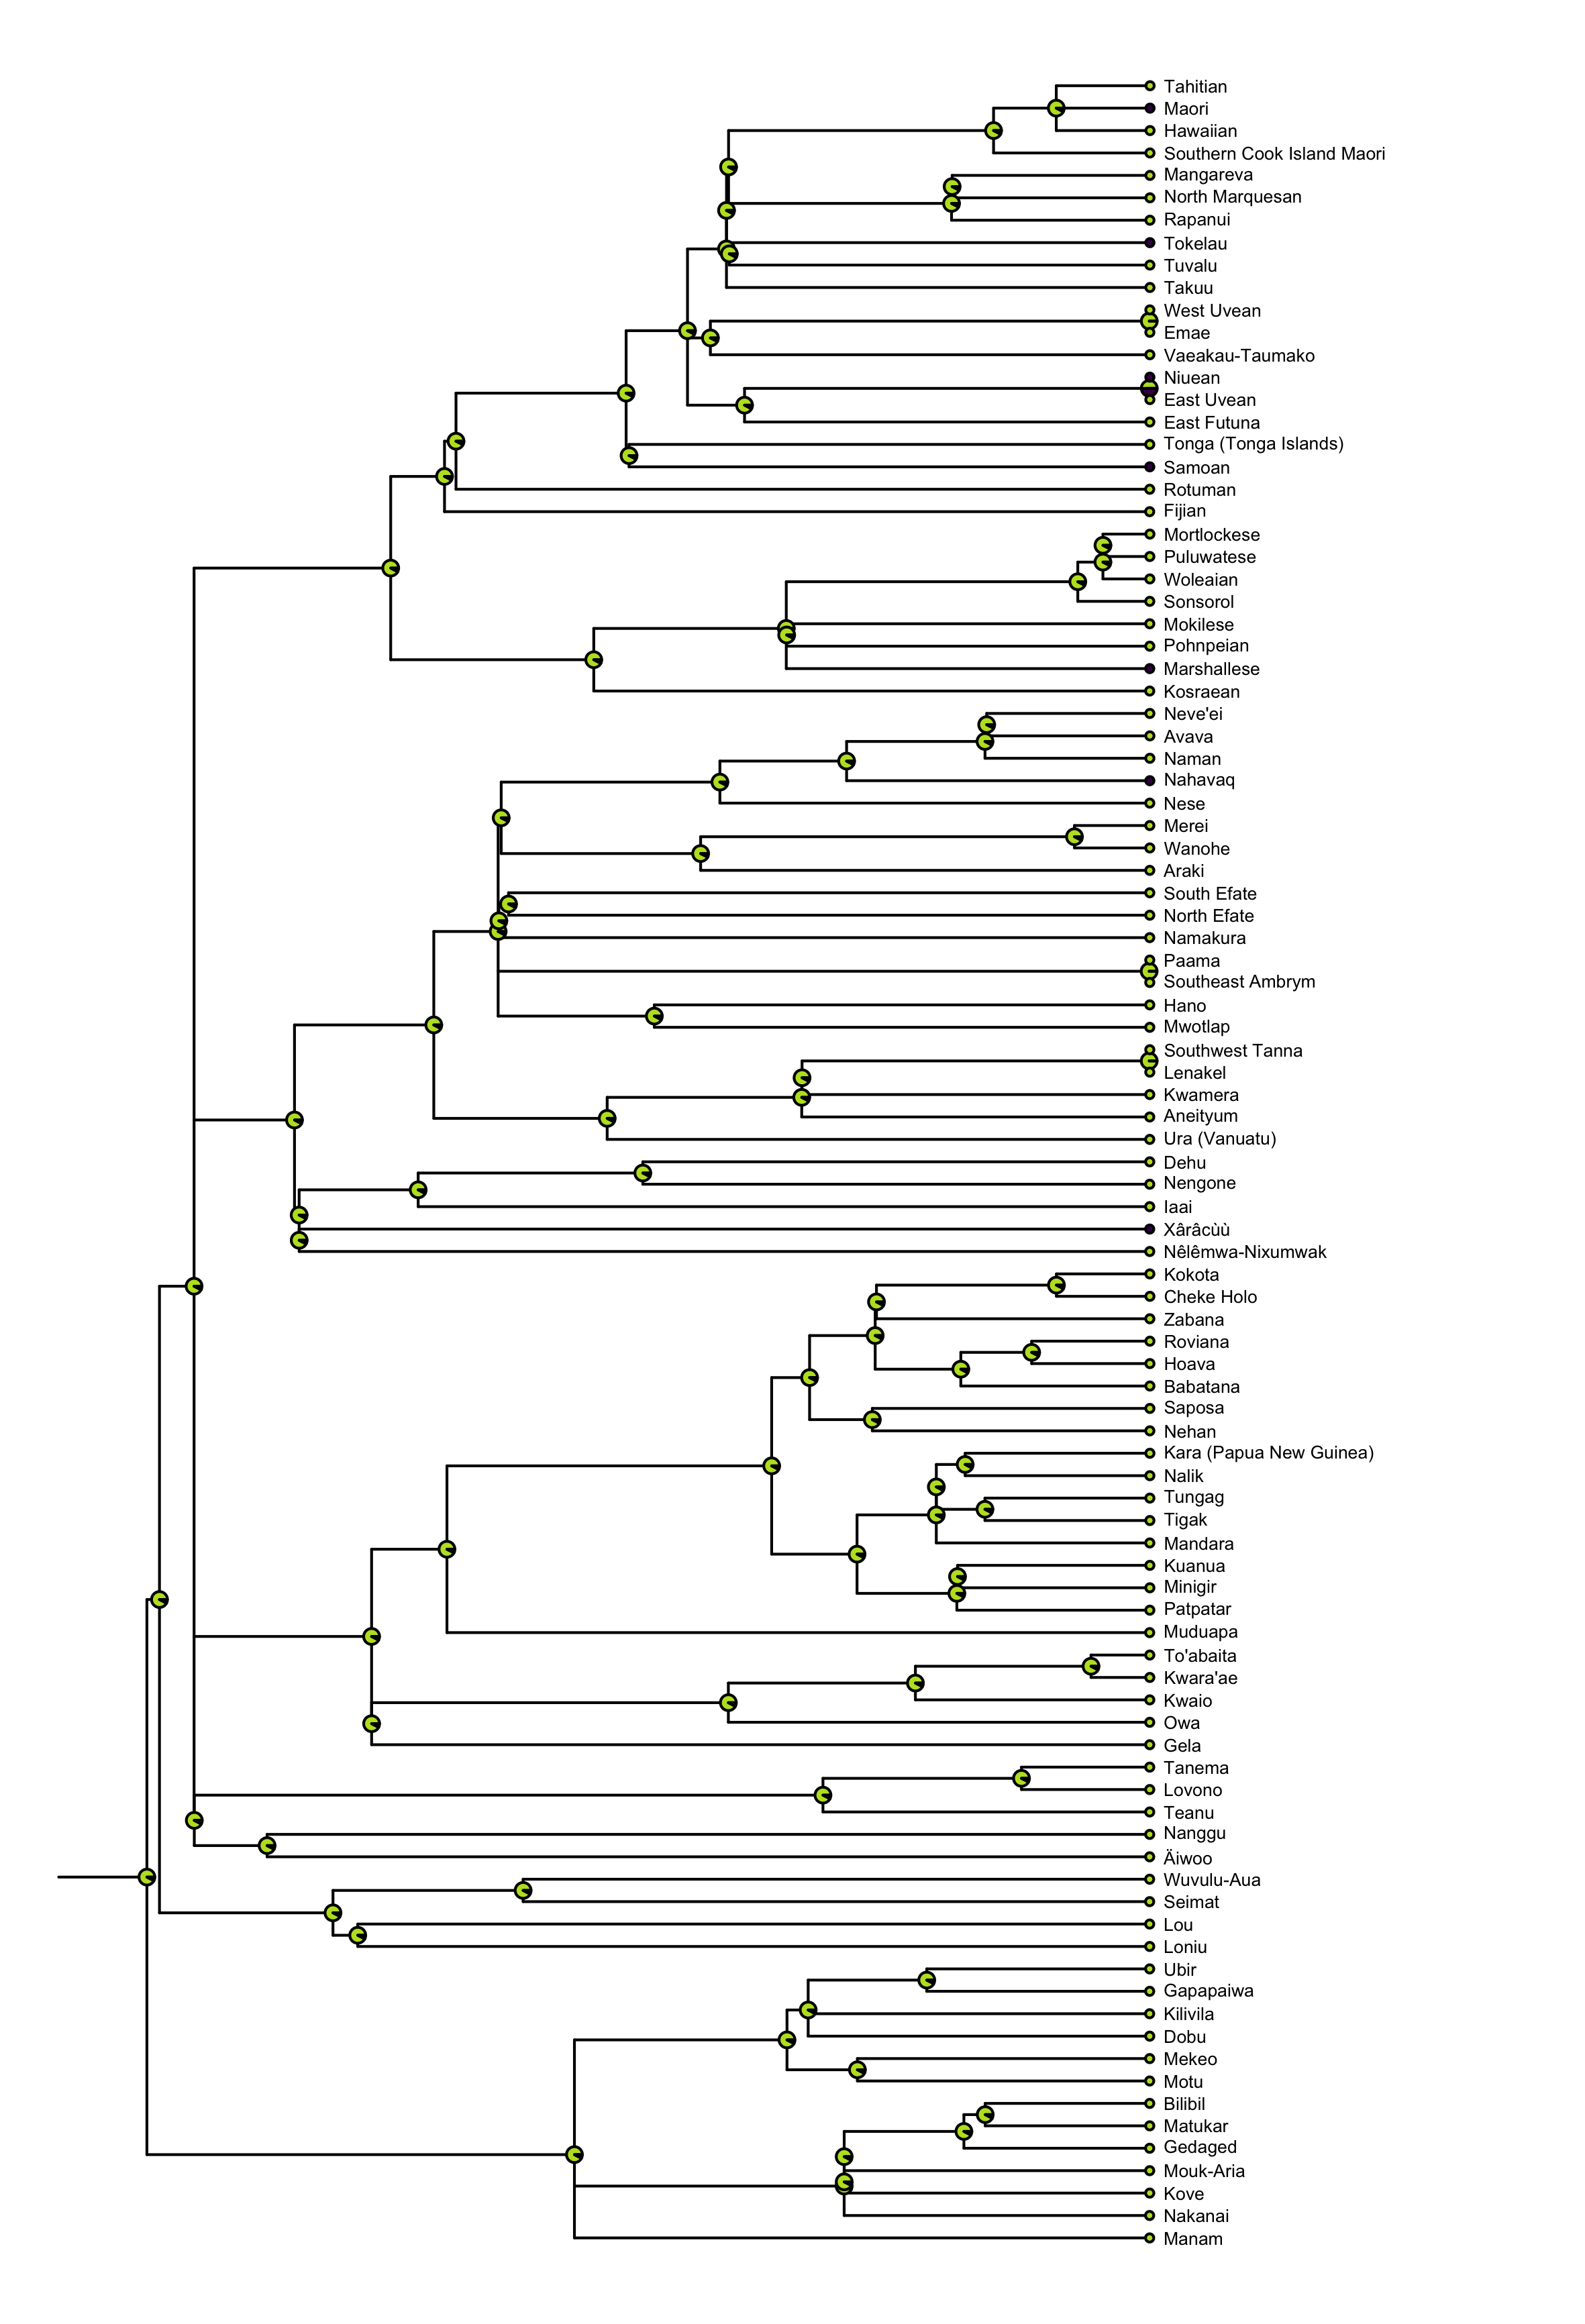 Tahitian
Maori
Hawaiian
Southern Cook Island Maori
Mangareva
North Marquesan
Rapanui
Tokelau
Tuvalu
Takuu
West Uvean
Emae
Vaeakau-Taumako
Niuean
East Uvean
East Futuna
Tonga (Tonga Islands)
Samoan
Rotuman
Fijian
Mortlockese
Puluwatese
Woleaian
Sonsorol
Mokilese
Pohnpeian
Marshallese
Kosraean
Neve'ei
Avava
Naman
Nahavaq
Nese
Merei
Wanohe
Araki
South Efate
North Efate
Namakura
Paama
Southeast Ambrym
Hano
Mwotlap
Southwest Tanna
Lenakel
Kwamera
Aneityum
Ura (Vanuatu)
Dehu
Nengone
Iaai
Xârâcùù
Nêlêmwa-Nixumwak
Kokota
Cheke Holo
Zabana
Roviana
Hoava
Babatana
Saposa
Nehan
Kara (Papua New Guinea)
Nalik
Tungag
Tigak
Mandara
Kuanua
Minigir
Patpatar
Muduapa
To'abaita
Kwara'ae
Kwaio
Owa
Gela
Tanema
Lovono
Teanu
Nanggu
Äiwoo
Wuvulu-Aua
Seimat
Lou
Loniu
Ubir
Gapapaiwa
Kilivila
Dobu
Mekeo
Motu
Bilibil
Matukar
Gedaged
Mouk-Aria
Kove
Nakanai
Manam